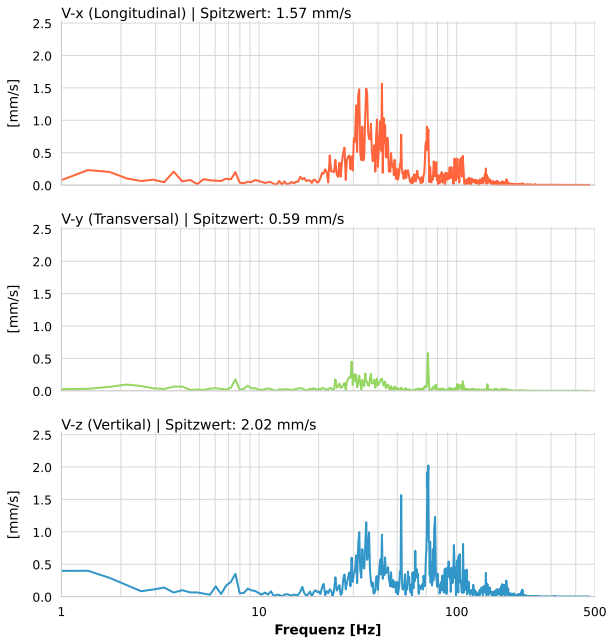 V-x (Longitudinal) | Spitzwert: 1.57 mm/s
2.5
2.0
1.5
1.0
0.5
0.0
[mm/s]
V-y (Transversal) | Spitzwert: 0.59 mm/s
2.5
2.0
1.5
1.0
0.5
0.0
[mm/s]
V-z (Vertikal) | Spitzwert: 2.02 mm/s
2.5
2.0
1.5
1.0
0.5
0.0
[mm/s]
1 10 100 500
Frequenz [Hz]